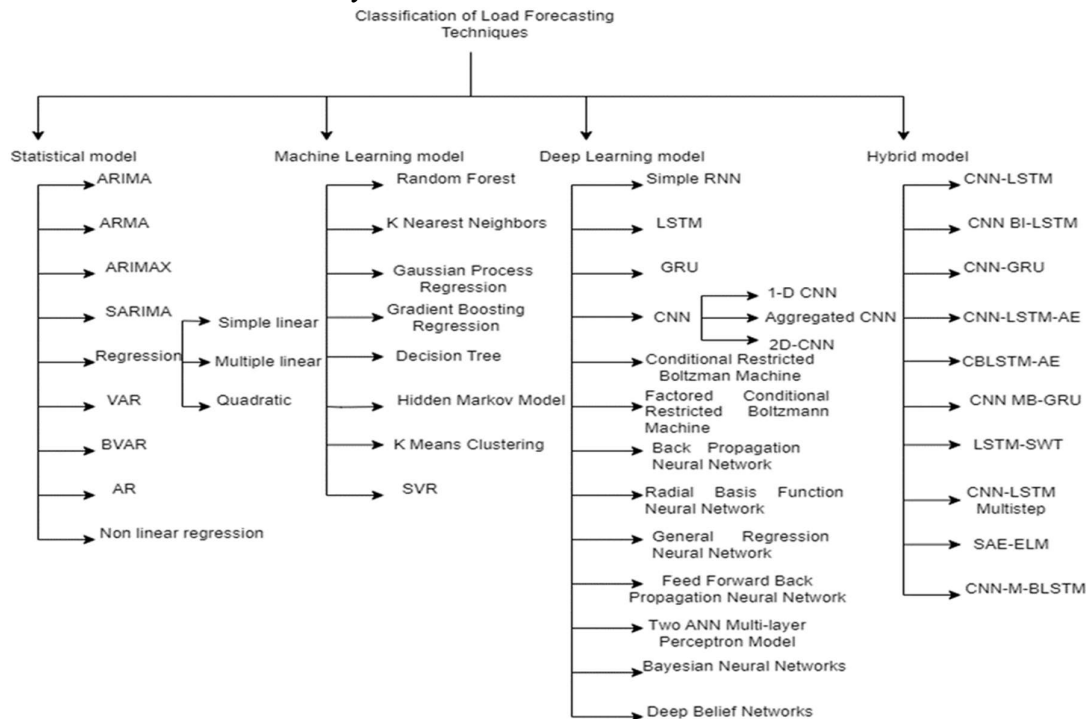 Classification of Load Forecasting
Techniques
Statistical model
ARIMA
ARMA
ARIMAX
SARIMA
Regression
Simple linear
Multiple linear
Quadratic
VAR
BVAR
AR
Non linear regression
Machine Learning model
Random Forest
K Nearest Neighbors
Gaussian Process
Regression
Gradient Boosting
Regression
Decision Tree
Hidden Markov Model
K Means Clustering
SVR
Deep Learning model
Simple RNN
LSTM
GRU
CNN
1-D CNN
Aggregated CNN
2D-CNN
Conditional Restricted
Boltzman Machine
Factored Conditional
Restricted Boltzmann
Machine
Back Propagation
Neural Network
Radial Basis Function
Neural Network
General Regression
Neural Network
Feed Forward Back
Propagation Neural Network
Two ANN Multi-layer
Perceptron Model
Bayesian Neural Networks
Deep Belief Networks
Hybrid model
CNN-LSTM
CNN BI-LSTM
CNN-GRU
CNN-LSTM-AE
CBLSTM-AE
CNN MB-GRU
LSTM-SWT
CNN-LSTM
Multistep
SAE-ELM
CNN-M-BLSTM